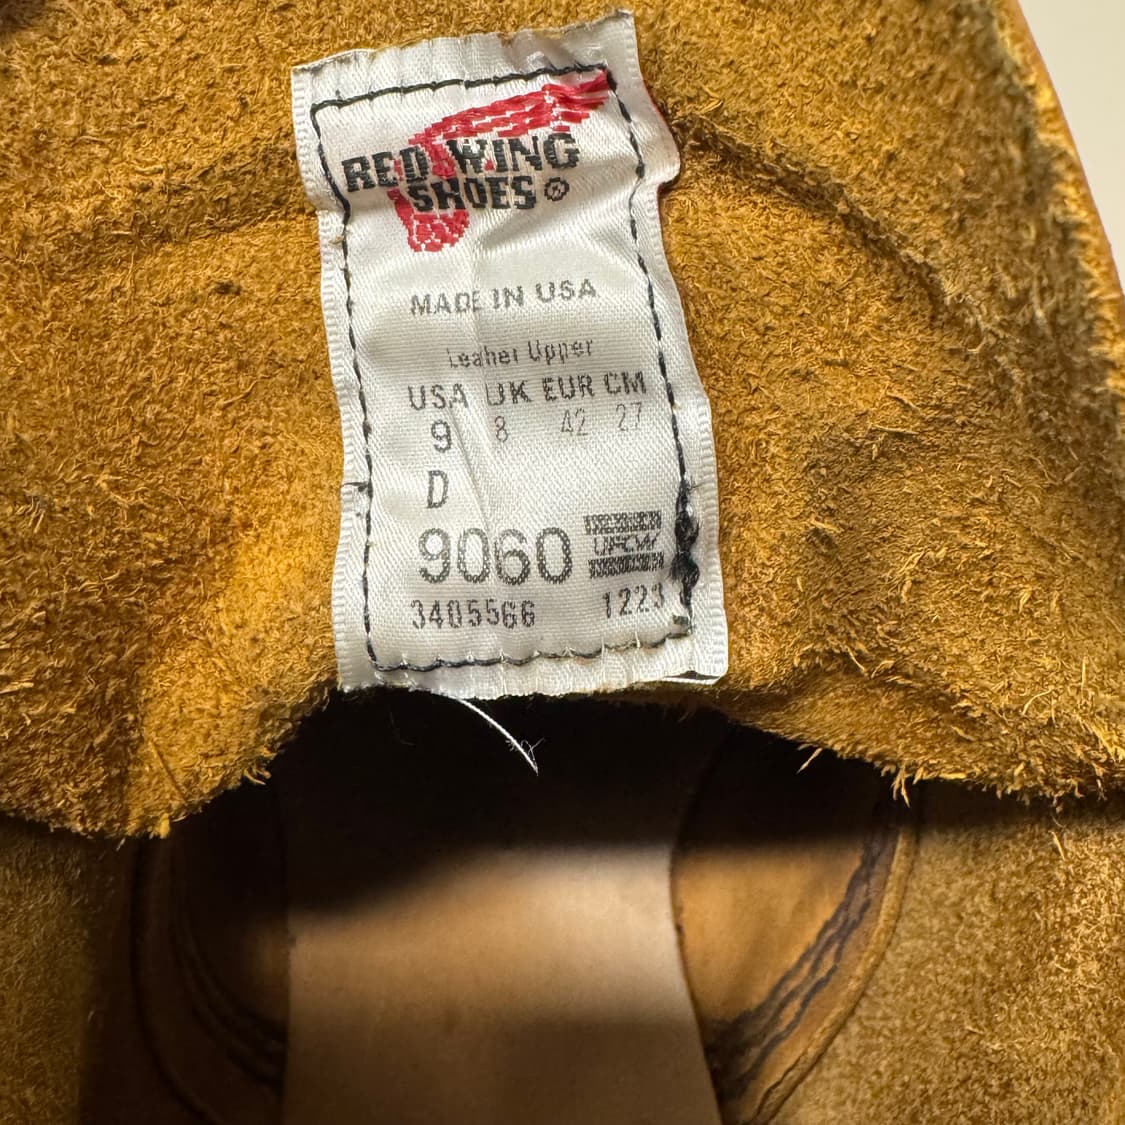 RED WING
SHOES®
MADE IN USA
Leaher Upper
USA UK EUR CM
9 8 42 27
D
9060 UFCW
3405566 1223